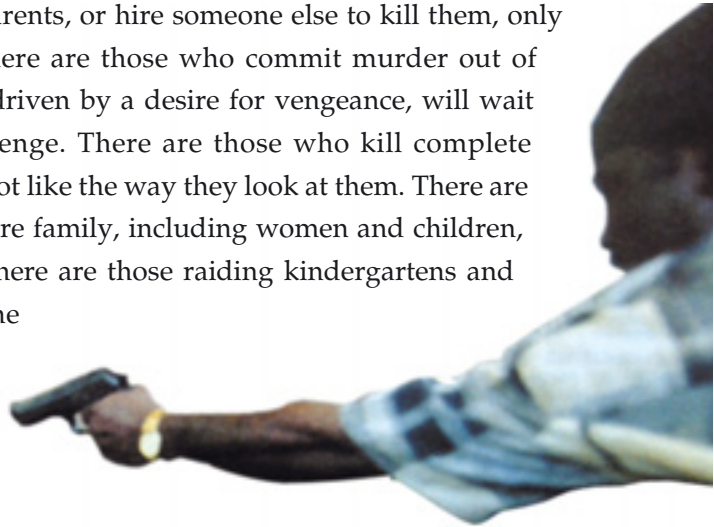 rents, or hire someone else to kill them, only
ere are those who commit murder out of
driven by a desire for vengeance, will wait
enge. There are those who kill complete
ot like the way they look at them. There are
re family, including women and children,
here are those raiding kindergartens and
ne